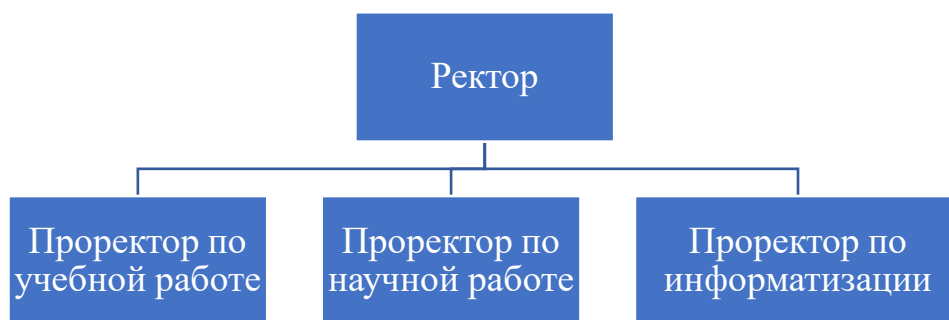 Ректор
Проректор по
учебной работе
Проректор по
научной работе
Проректор по
информатизации